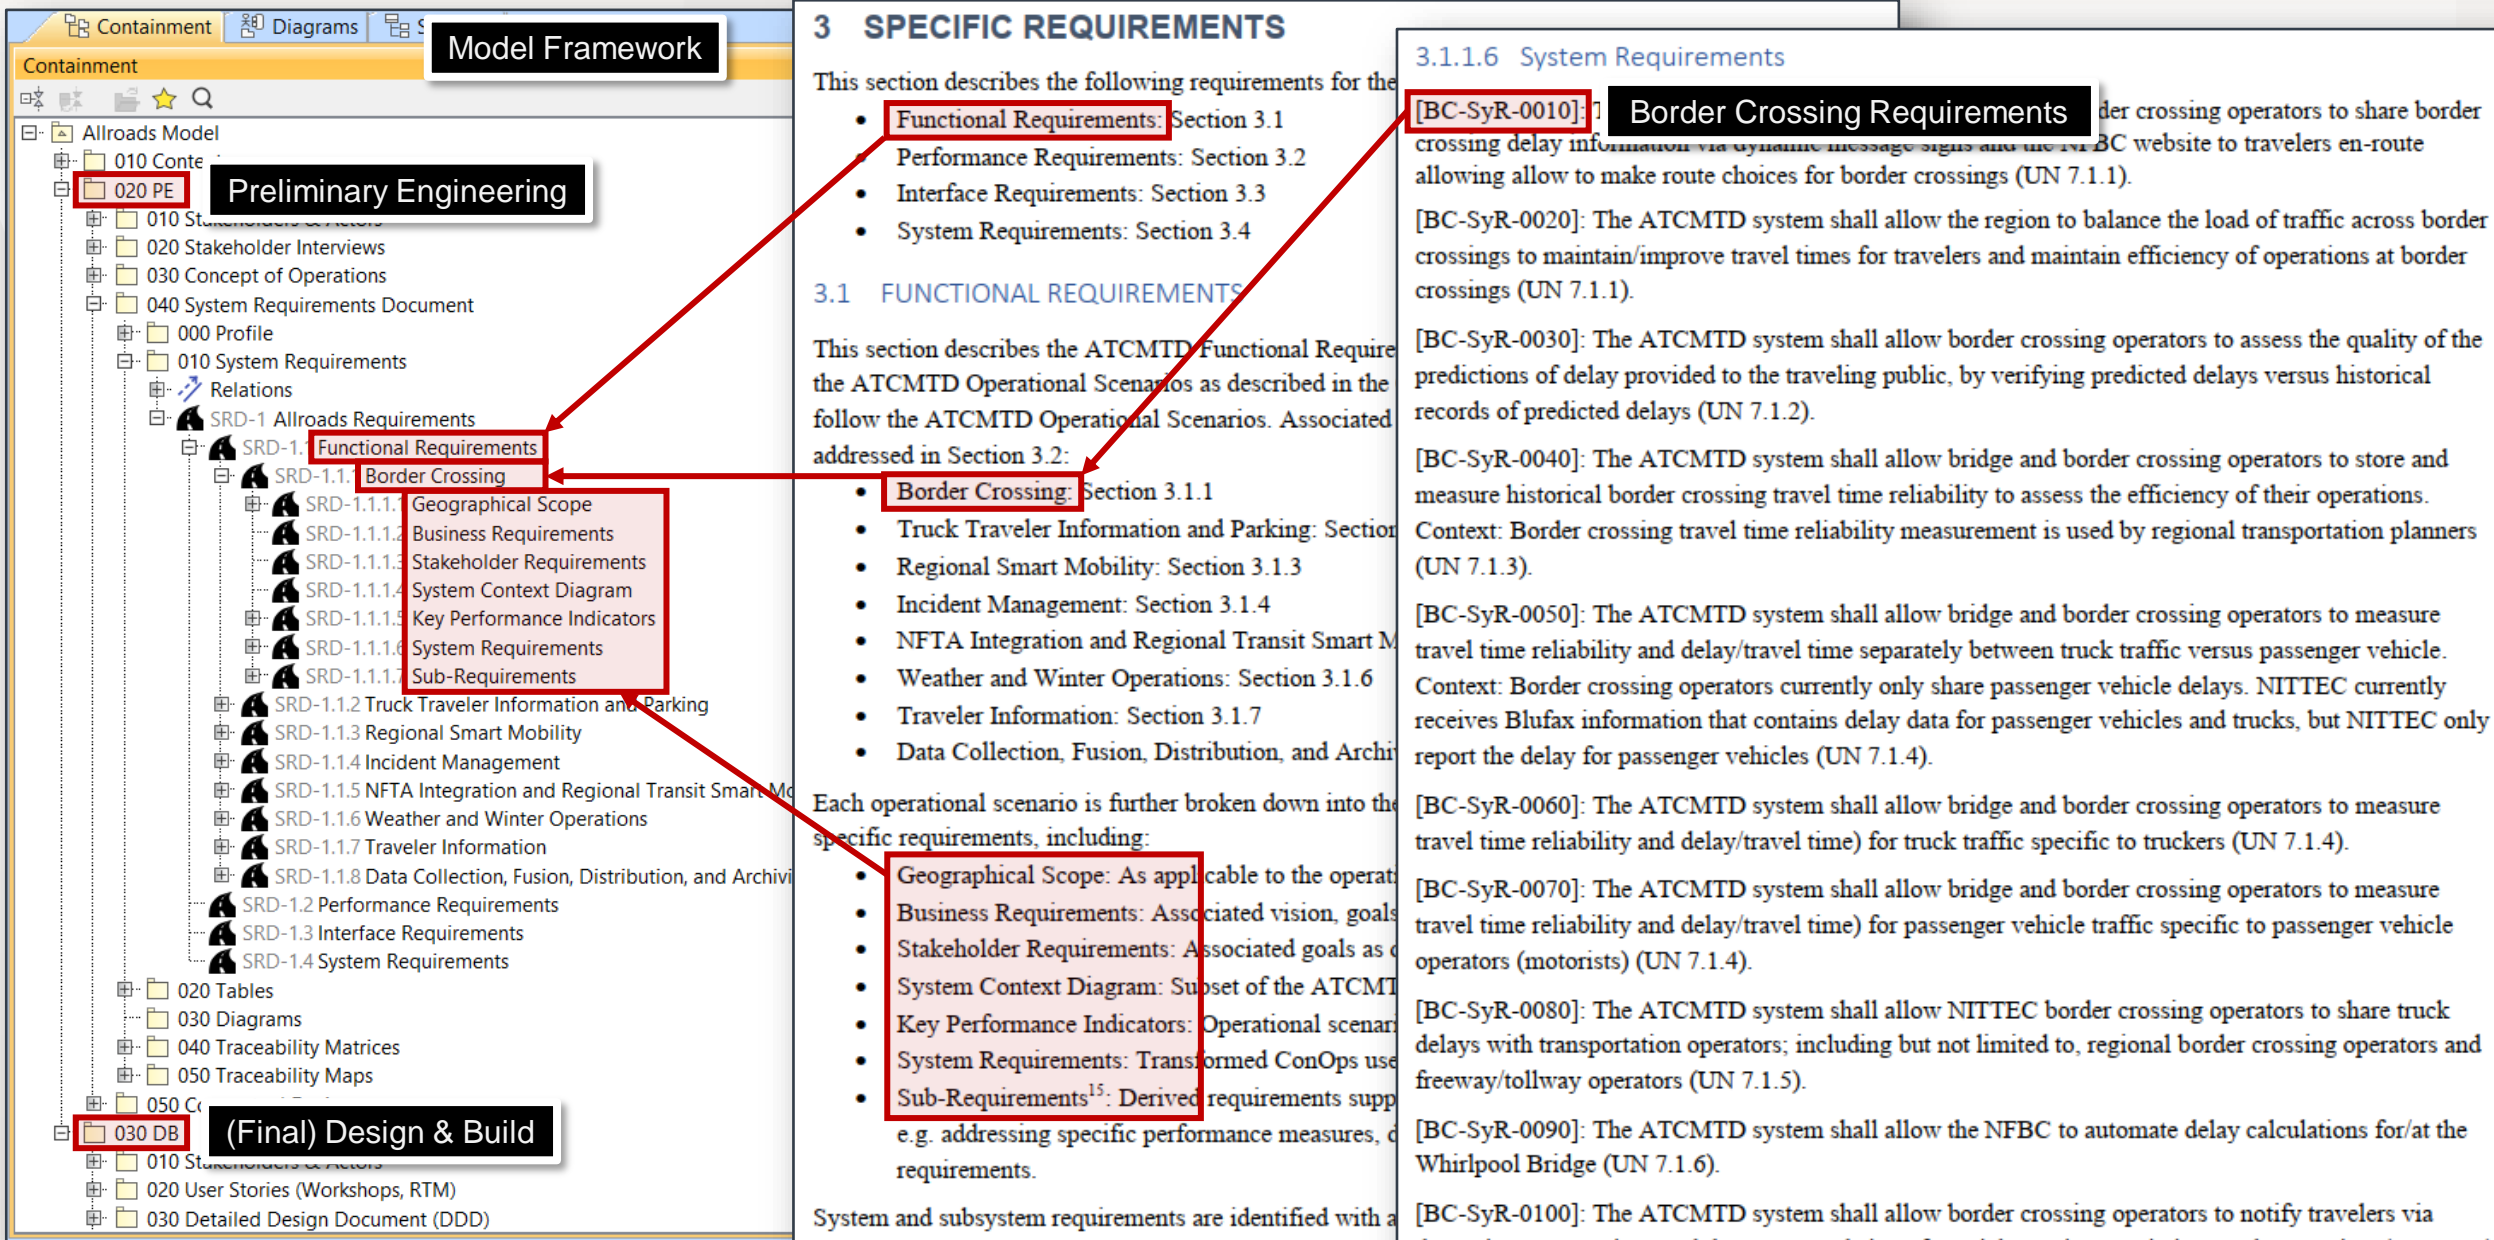 Containment
Diagrams
S
Model Framework
Containment
Allroads Model
010 Conte
020 PE
Preliminary Engineering
010 Stakeholders & Actors
020 Stakeholder Interviews
030 Concept of Operations
040 System Requirements Document
000 Profile
010 System Requirements
Relations
SRD-1 Allroads Requirements
SRD-1.1 Functional Requirements
SRD-1.1.1 Border Crossing
SRD-1.1.1.1 Geographical Scope
SRD-1.1.1.2 Business Requirements
SRD-1.1.1.3 Stakeholder Requirements
SRD-1.1.1.4 System Context Diagram
SRD-1.1.1.5 Key Performance Indicators
SRD-1.1.1.6 System Requirements
SRD-1.1.1.7 Sub-Requirements
SRD-1.1.2 Truck Traveler Information and Parking
SRD-1.1.3 Regional Smart Mobility
SRD-1.1.4 Incident Management
SRD-1.1.5 NFTA Integration and Regional Transit Smart Mo
SRD-1.1.6 Weather and Winter Operations
SRD-1.1.7 Traveler Information
SRD-1.1.8 Data Collection, Fusion, Distribution, and Archivi
SRD-1.2 Performance Requirements
SRD-1.3 Interface Requirements
SRD-1.4 System Requirements
020 Tables
030 Diagrams
040 Traceability Matrices
050 Traceability Maps
050 Co
030 DB
(Final) Design & Build
010 Stakeholders & Actors
020 User Stories (Workshops, RTM)
030 Detailed Design Document (DDD)
3 SPECIFIC REQUIREMENTS
This section describes the following requirements for the
• Functional Requirements: Section 3.1
• Performance Requirements: Section 3.2
• Interface Requirements: Section 3.3
• System Requirements: Section 3.4
3.1 FUNCTIONAL REQUIREMENTS
This section describes the ATCMTD Functional Require
the ATCMTD Operational Scenarios as described in the
follow the ATCMTD Operational Scenarios. Associated
addressed in Section 3.2:
• Border Crossing: Section 3.1.1
• Truck Traveler Information and Parking: Section
• Regional Smart Mobility: Section 3.1.3
• Incident Management: Section 3.1.4
• NFTA Integration and Regional Transit Smart M
• Weather and Winter Operations: Section 3.1.6
• Traveler Information: Section 3.1.7
• Data Collection, Fusion, Distribution, and Archi
Each operational scenario is further broken down into the
specific requirements, including:
• Geographical Scope: As applicable to the operati
• Business Requirements: Associated vision, goals
• Stakeholder Requirements: Associated goals as d
• System Context Diagram: Subset of the ATCMT
• Key Performance Indicators: Operational scenari
• System Requirements: Transformed ConOps use
• Sub-Requirements15: Derived requirements supp
e.g. addressing specific performance measures, d
requirements.
System and subsystem requirements are identified with a
3.1.1.6 System Requirements
[BC-SyR-0010]: T
Border Crossing Requirements
der crossing operators to share border
crossing delay information via dynamic message signs and the NFBC website to travelers en-route
allowing allow to make route choices for border crossings (UN 7.1.1).
[BC-SyR-0020]: The ATCMTD system shall allow the region to balance the load of traffic across border
crossings to maintain/improve travel times for travelers and maintain efficiency of operations at border
crossings (UN 7.1.1).
[BC-SyR-0030]: The ATCMTD system shall allow border crossing operators to assess the quality of the
predictions of delay provided to the traveling public, by verifying predicted delays versus historical
records of predicted delays (UN 7.1.2).
[BC-SyR-0040]: The ATCMTD system shall allow bridge and border crossing operators to store and
measure historical border crossing travel time reliability to assess the efficiency of their operations.
Context: Border crossing travel time reliability measurement is used by regional transportation planners
(UN 7.1.3).
[BC-SyR-0050]: The ATCMTD system shall allow bridge and border crossing operators to measure
travel time reliability and delay/travel time separately between truck traffic versus passenger vehicle.
Context: Border crossing operators currently only share passenger vehicle delays. NITTEC currently
receives Blufax information that contains delay data for passenger vehicles and trucks, but NITTEC only
report the delay for passenger vehicles (UN 7.1.4).
[BC-SyR-0060]: The ATCMTD system shall allow bridge and border crossing operators to measure
travel time reliability and delay/travel time) for truck traffic specific to truckers (UN 7.1.4).
[BC-SyR-0070]: The ATCMTD system shall allow bridge and border crossing operators to measure
travel time reliability and delay/travel time) for passenger vehicle traffic specific to passenger vehicle
operators (motorists) (UN 7.1.4).
[BC-SyR-0080]: The ATCMTD system shall allow NITTEC border crossing operators to share truck
delays with transportation operators; including but not limited to, regional border crossing operators and
freeway/tollway operators (UN 7.1.5).
[BC-SyR-0090]: The ATCMTD system shall allow the NFBC to automate delay calculations for/at the
Whirlpool Bridge (UN 7.1.6).
[BC-SyR-0100]: The ATCMTD system shall allow border crossing operators to notify travelers via